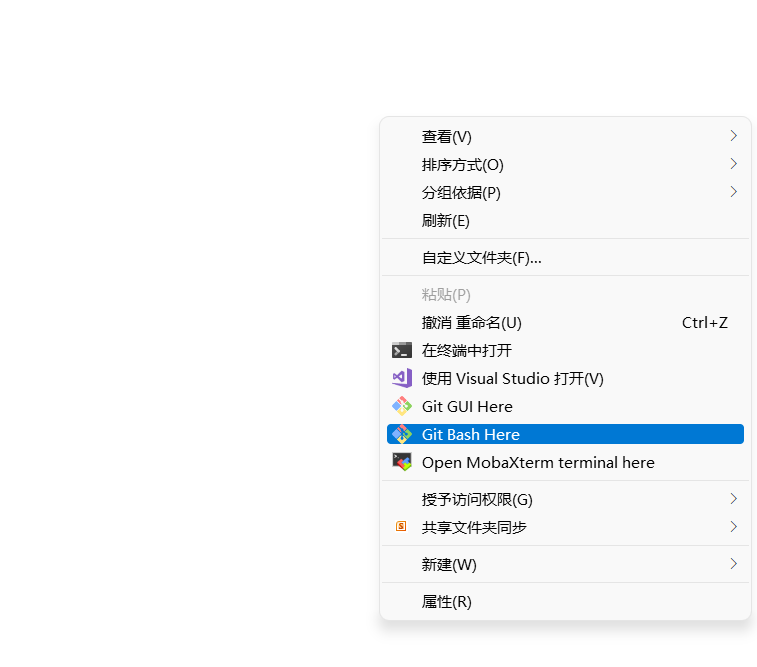 查看(V)
排序方式(O)
分组依据(P)
刷新(E)
自定义文件夹(F)...
粘贴(P)
撤消 重命名(U) Ctrl+Z
在终端中打开
使用 Visual Studio 打开(V)
Git GUI Here
Git Bash Here
Open MobaXterm terminal here
授予访问权限(G)
共享文件夹同步
新建(W)
属性(R)